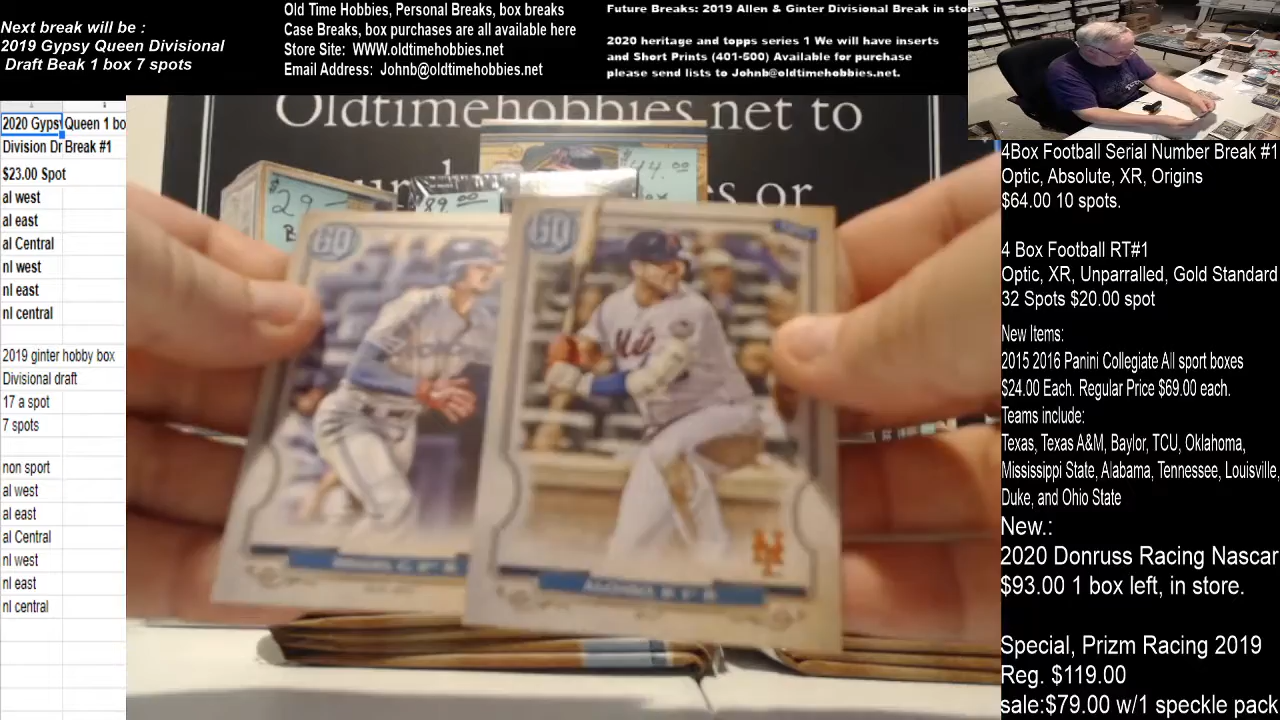 Next break will be :
2019 Gypsy Queen Divisional
Draft Beak 1 box 7 spots
Old Time Hobbies, Personal Breaks, box breaks
Case Breaks, box purchases are all available here
Store Site: WWW.oldtimehobbies.net
Email Address: Johnb@oldtimehobbies.net
Future Breaks: 2019 Allen & Ginter Divisional Break in store
2020 heritage and topps series 1 We will have inserts
and Short Prints (401-500) Available for purchase
please send lists to Johnb@oldtimehobbies.net.
2020 Gypsy Queen 1 bo
Division Dr Break #1
$23.00 Spot
al west
al east
al Central
nl west
nl east
nl central
2019 ginter hobby box
Divisional draft
17 a spot
7 spots
non sport
al west
al east
al Central
nl west
nl east
nl central
Oldtimehobbies.net to
or
$29
89.00
$44.00
GQ
GQ
Mets
NY
4Box Football Serial Number Break #1
Optic, Absolute, XR, Origins
$64.00 10 spots.
4 Box Football RT#1
Optic, XR, Unparralled, Gold Standard
32 Spots $20.00 spot
New Items:
2015 2016 Panini Collegiate All sport boxes
$24.00 Each. Regular Price $69.00 each.
Teams include:
Texas, Texas A&M, Baylor, TCU, Oklahoma,
Mississippi State, Alabama, Tennessee, Louisville,
Duke, and Ohio State
New.:
2020 Donruss Racing Nascar
$93.00 1 box left, in store.
Special, Prizm Racing 2019
Reg. $119.00
sale:$79.00 w/1 speckle pack